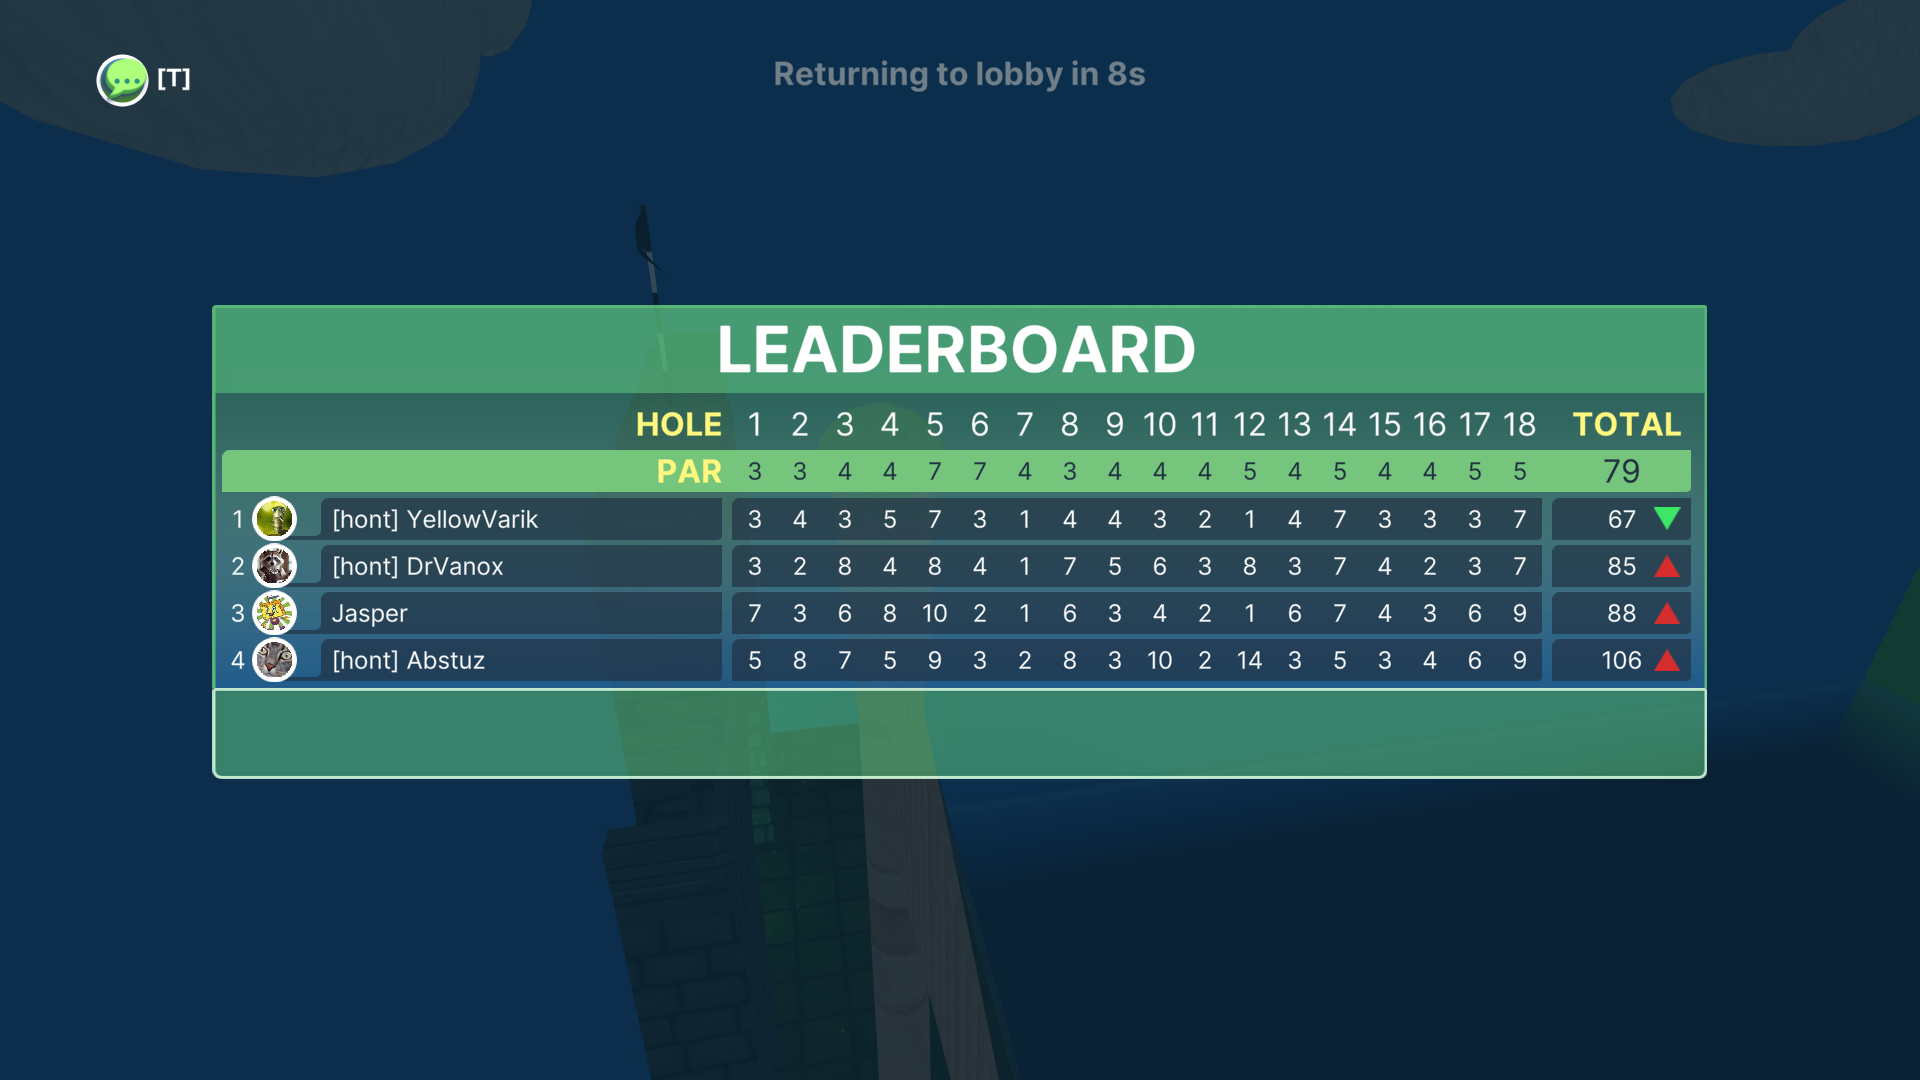 [T]
Returning to lobby in 8s
LEADERBOARD
HOLE 1 2 3 4 5 6 7 8 9 10 11 12 13 14 15 16 17 18 TOTAL
PAR 3 3 4 4 7 7 4 3 4 4 4 5 4 5 4 4 5 5 79
1 [hont] YellowVarik 3 4 3 5 7 3 1 4 4 3 2 1 4 7 3 3 3 7 67
2 [hont] DrVanox 3 2 8 4 8 4 1 7 5 6 3 8 3 7 4 2 3 7 85
3 Jasper 7 3 6 8 10 2 1 6 3 4 2 1 6 7 4 3 6 9 88
4 [hont] Abstuz 5 8 7 5 9 3 2 8 3 10 2 14 3 5 3 4 6 9 106